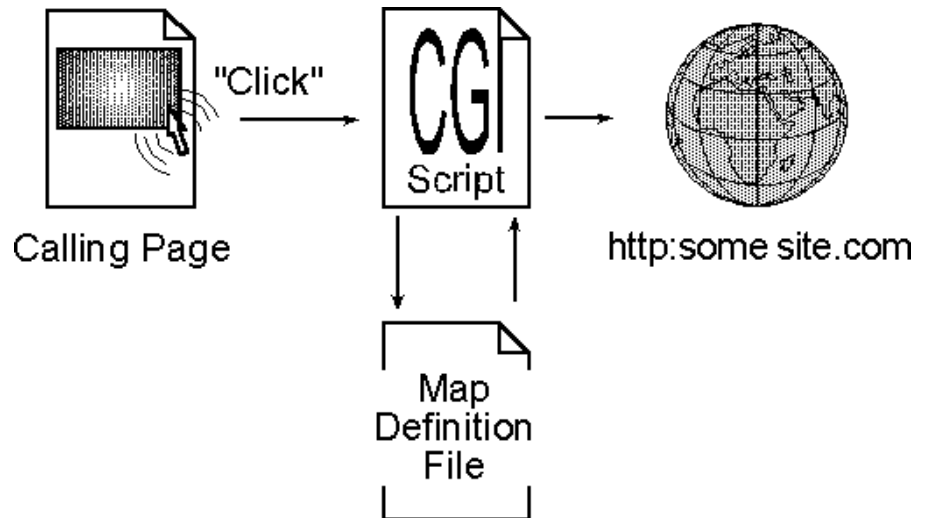 "Click"
CGI
Script
Calling Page
http:some site.com
Map
Definition
File